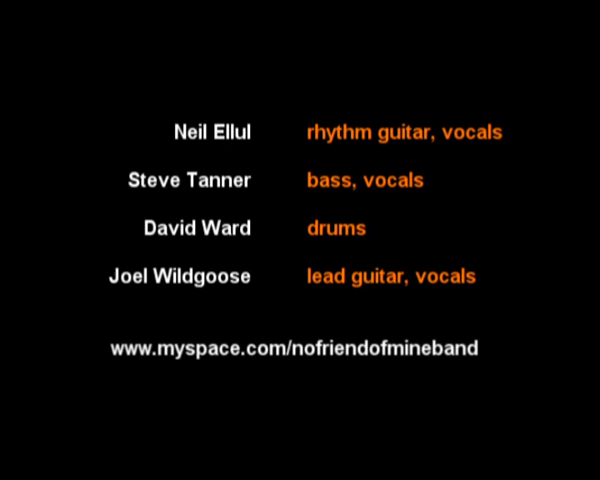 Neil Ellul rhythm guitar, vocals
Steve Tanner bass, vocals
David Ward drums
Joel Wildgoose lead guitar, vocals
www.myspace.com/nofriendofmineband